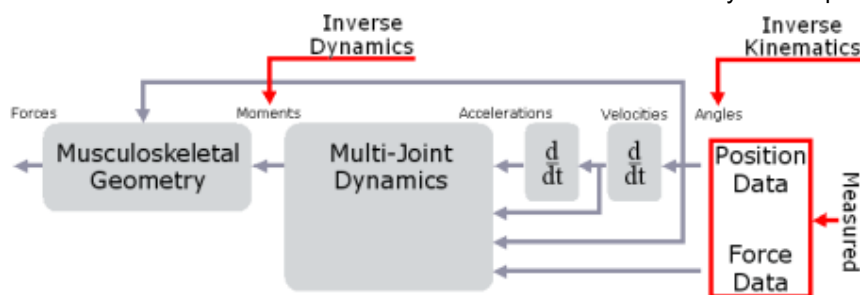 Inverse
Dynamics
Inverse
Kinematics
Forces
Moments
Accelerations
Velocities
Angles
Musculoskeletal
Geometry
Multi-Joint
Dynamics
d
dt
d
dt
Position
Data
Force
Data
Measured